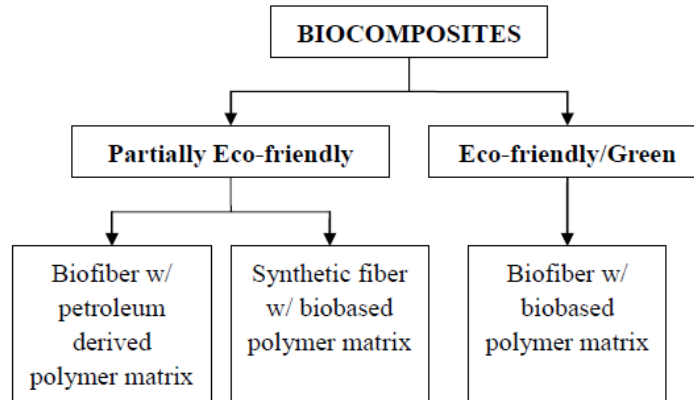 BIOCOMPOSITES
Partially Eco-friendly
Eco-friendly/Green
Biofiber w/
petroleum
derived
polymer matrix
Synthetic fiber
w/ biobased
polymer matrix
Biofiber w/
biobased
polymer matrix